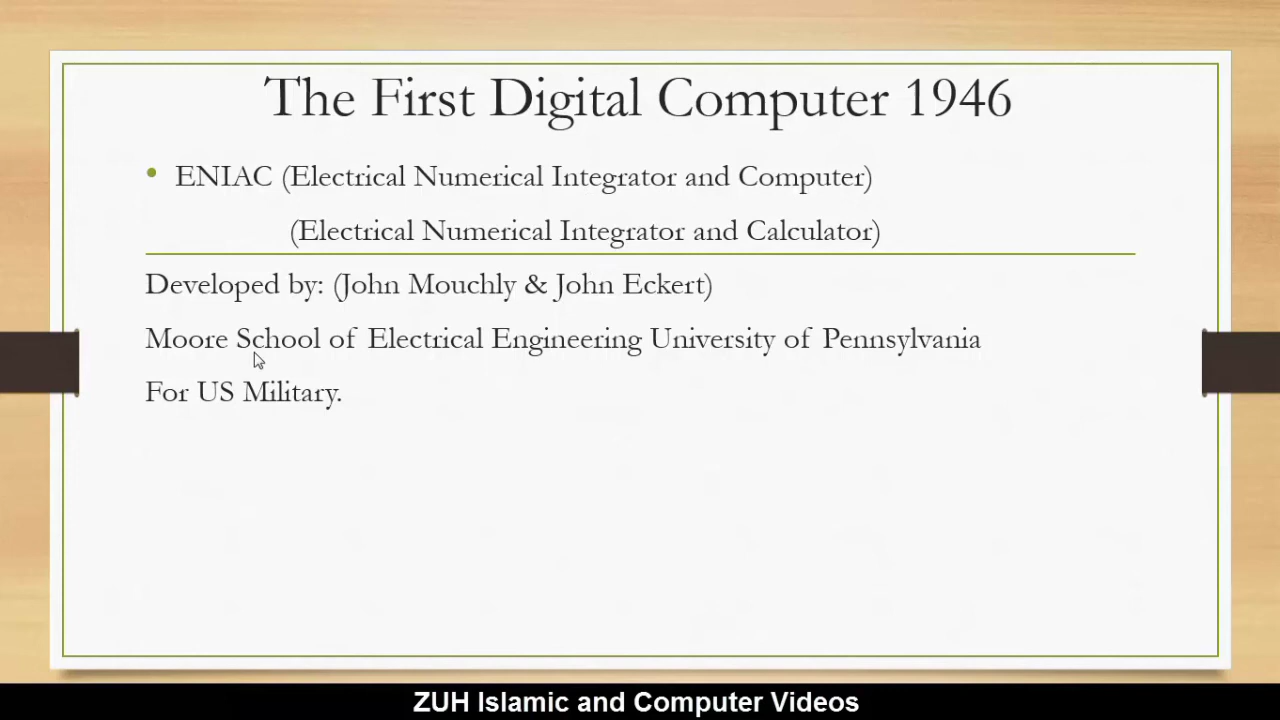 The First Digital Computer 1946
• ENIAC (Electrical Numerical Integrator and Computer)
(Electrical Numerical Integrator and Calculator)
Developed by: (John Mouchly & John Eckert)
Moore School of Electrical Engineering University of Pennsylvania
For US Military.
ZUH Islamic and Computer Videos